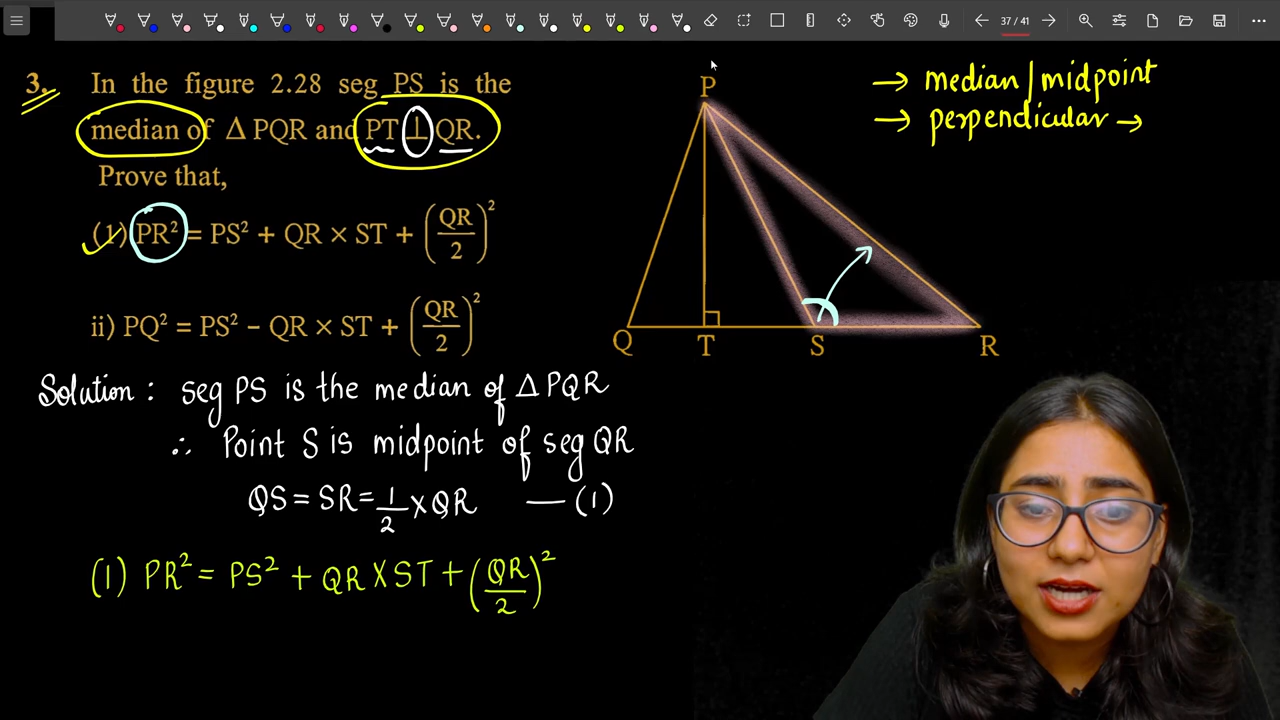 37 / 41
3. In the figure 2.28 seg PS is the
median of Δ PQR and PT ⊥ QR.
Prove that,
(1) PR² = PS² + QR × ST + (QR/2)²
ii) PQ² = PS² − QR × ST + (QR/2)²
→ median / midpoint
→ perpendicular →
P
Q T S R
Solution : seg PS is the median of Δ PQR
∴ Point S is midpoint of seg QR
QS = SR = 1/2 × QR — (1)
(1) PR² = PS² + QR × ST + (QR/2)²